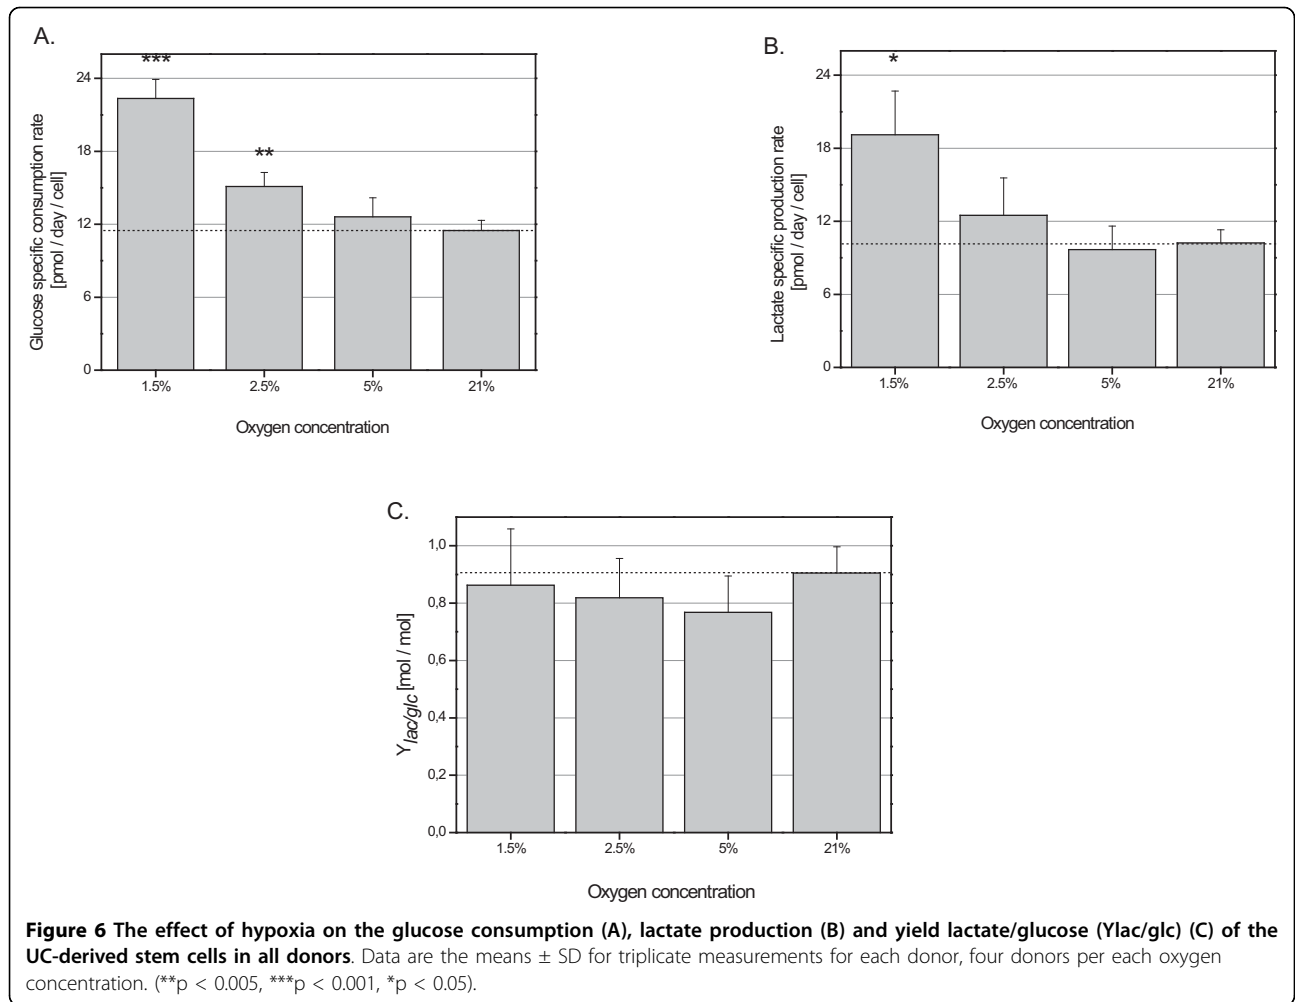 A.
***
**
24
18
12
6
0
Glucose specific consumption rate
[pmol / day / cell]
1.5% 2.5% 5% 21%
Oxygen concentration
B.
*
24
18
12
6
0
Lactate specific production rate
[pmol / day / cell]
1.5% 2.5% 5% 21%
Oxygen concentration
C.
1,0
0,8
0,6
0,4
0,2
0,0
Ylac/glc [mol / mol]
1.5% 2.5% 5% 21%
Oxygen concentration
Figure 6 The effect of hypoxia on the glucose consumption (A), lactate production (B) and yield lactate/glucose (Ylac/glc) (C) of the
UC-derived stem cells in all donors. Data are the means ± SD for triplicate measurements for each donor, four donors per each oxygen
concentration. (**p < 0.005, ***p < 0.001, *p < 0.05).